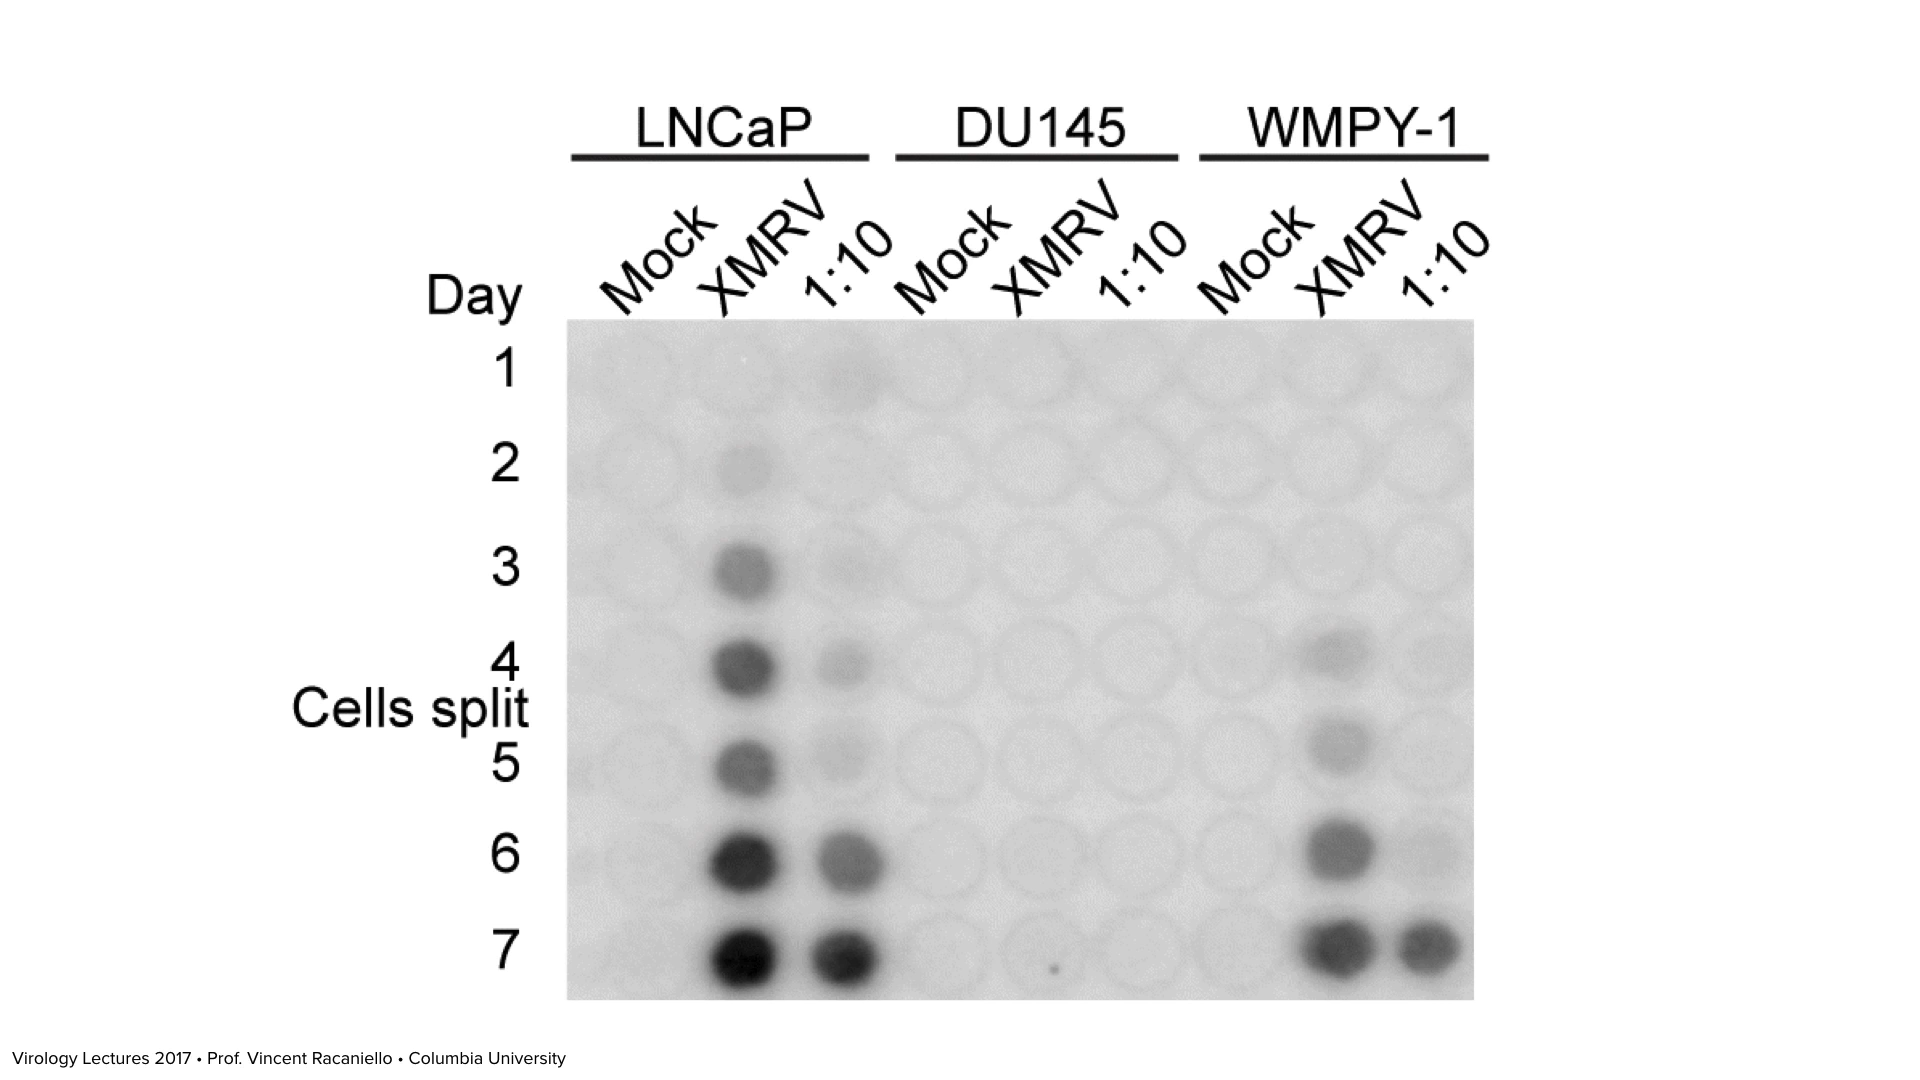 LNCaP DU145 WMPY-1
Mock XMRV 1:10 Mock XMRV 1:10 Mock XMRV 1:10
Day
1
2
3
4
Cells split
5
6
7
Virology Lectures 2017 • Prof. Vincent Racaniello • Columbia University